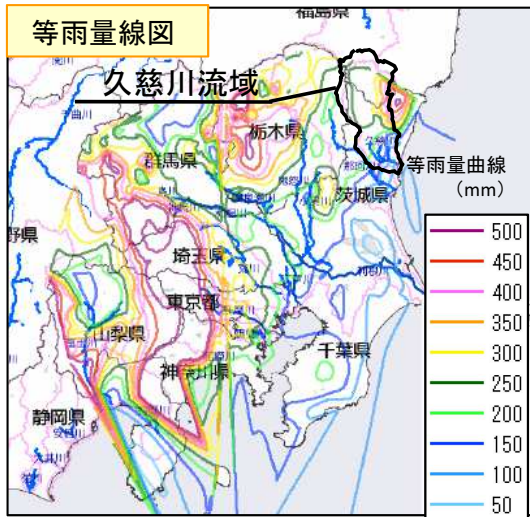 等雨量線図
福島県
久慈川流域
栃木県
久慈川
群馬県
等雨量曲線
（mm）
茨城県
野県
埼玉県
東京都
山梨県
千葉県
神奈川県
静岡県
500
450
400
350
300
250
200
150
100
50